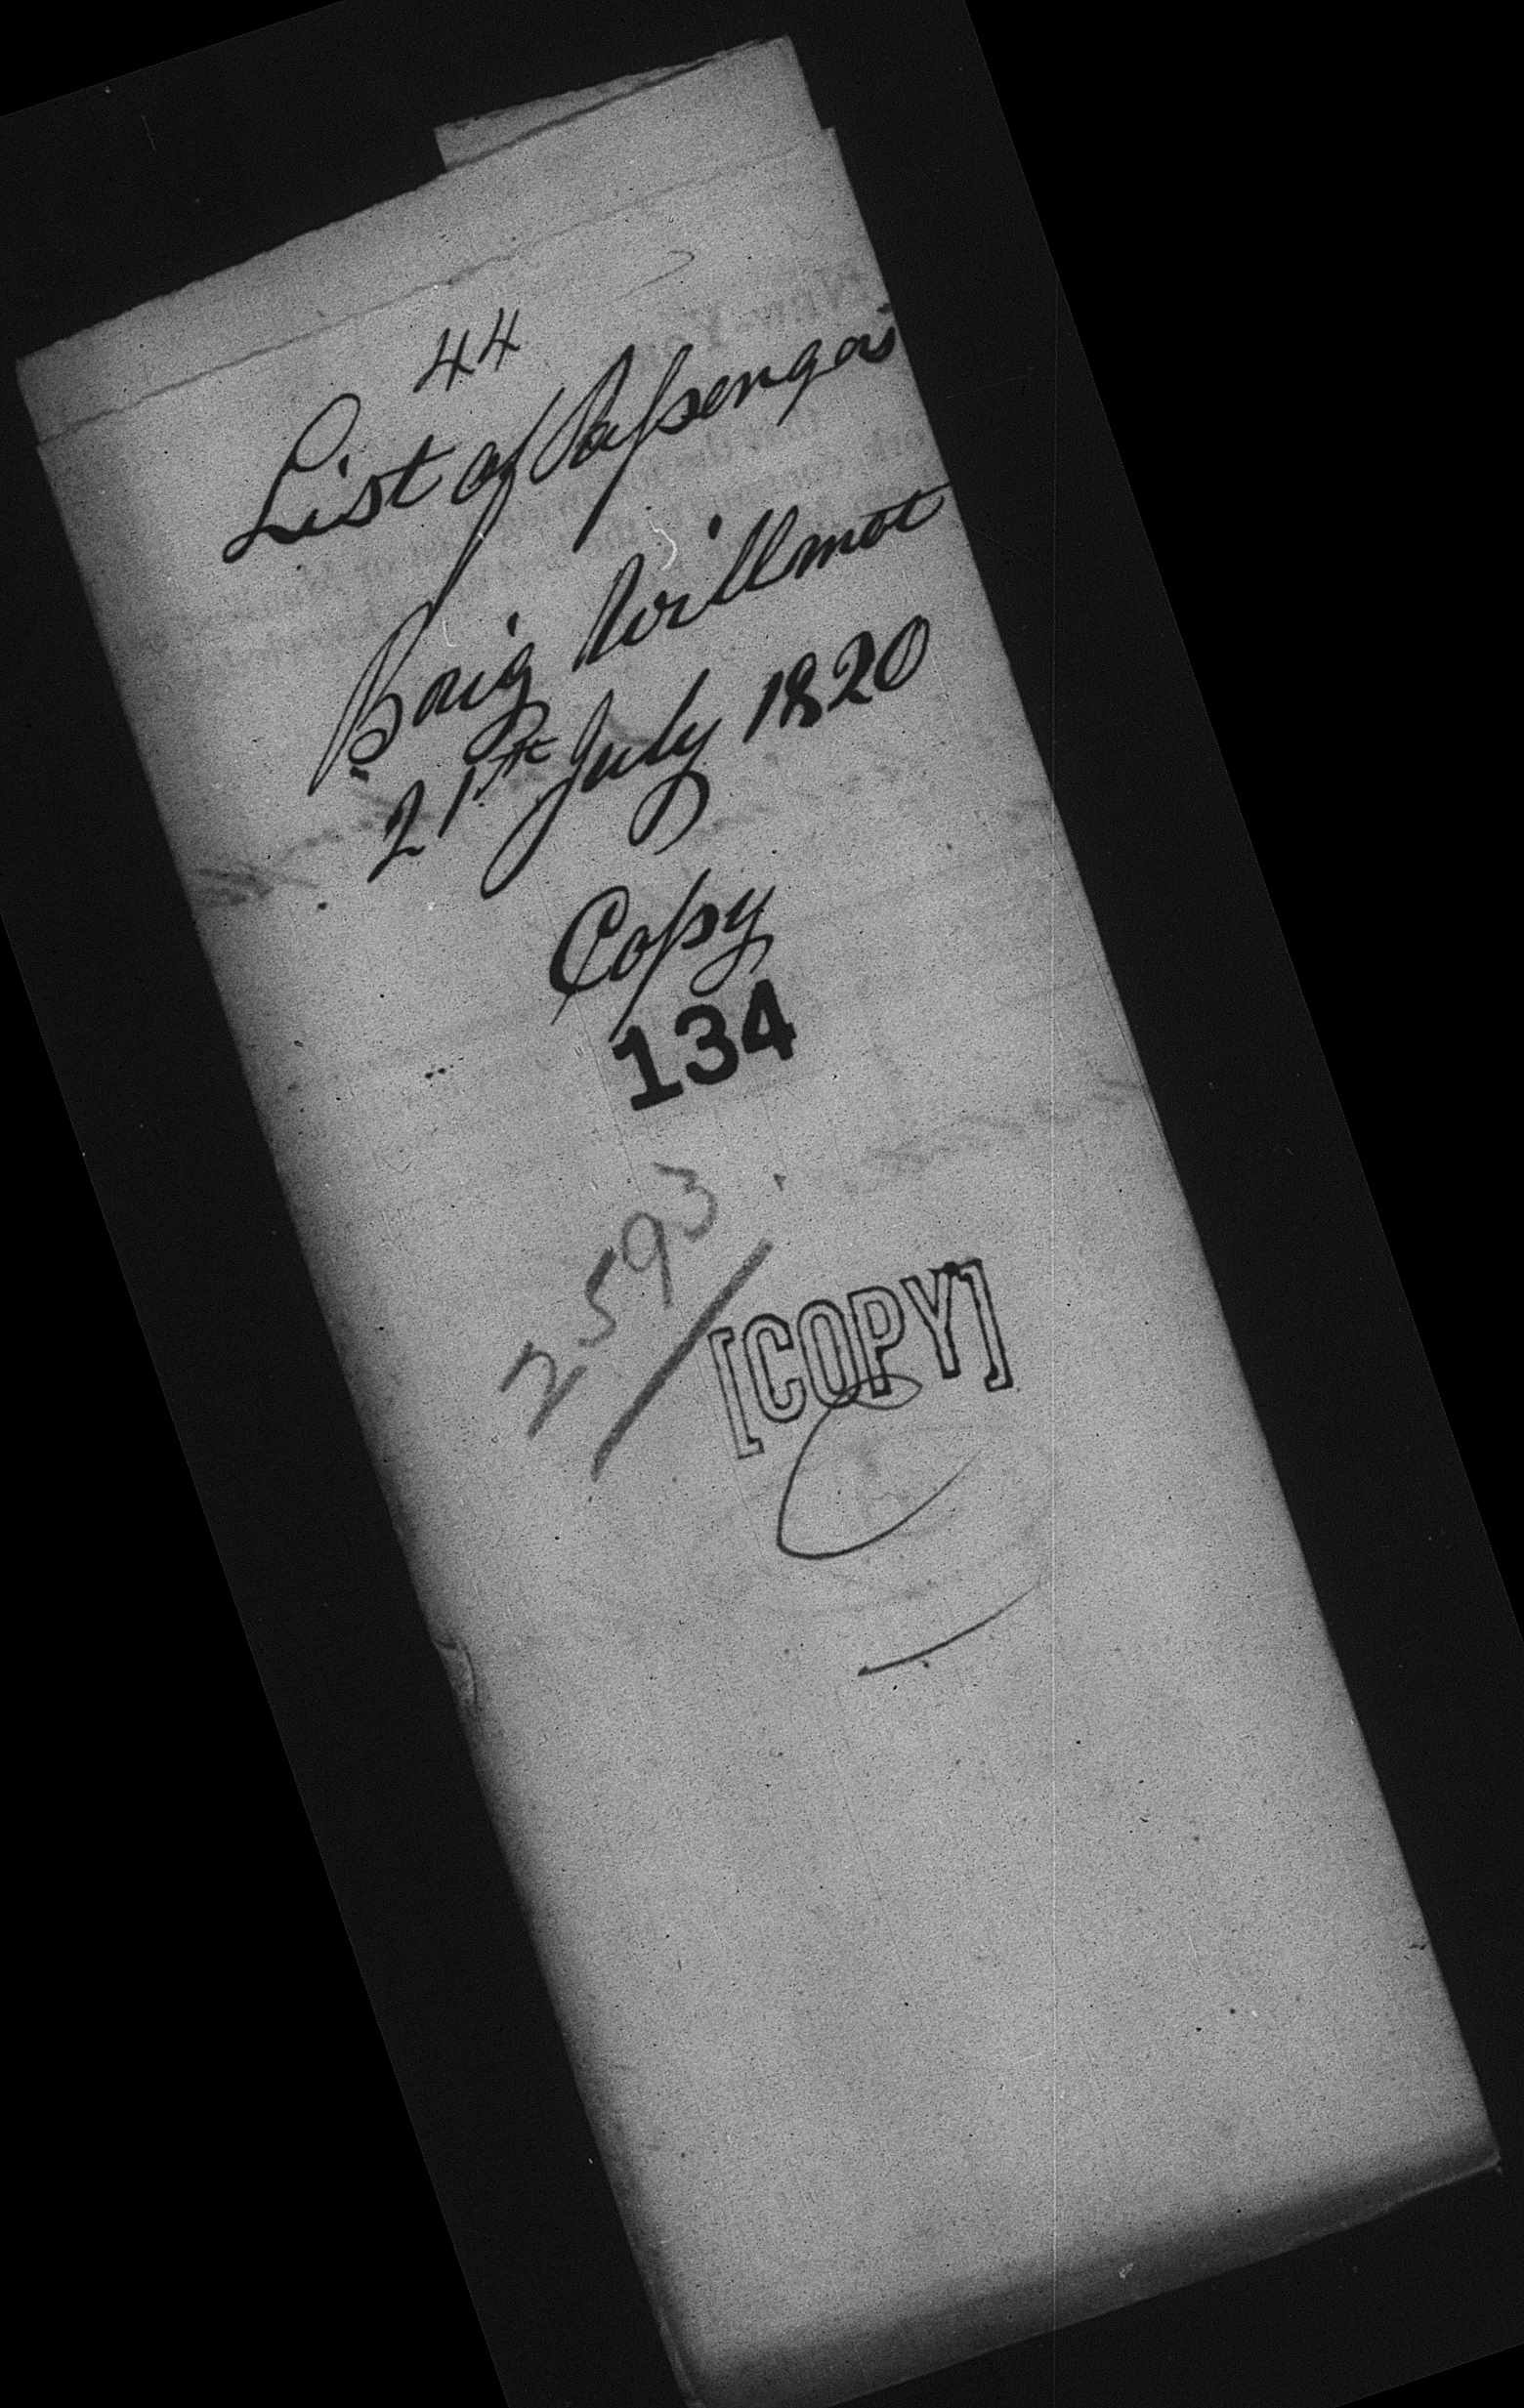 44
List of Passengers
Brig Willmot
21st July 1820
Copy
134
2593
[COPY]